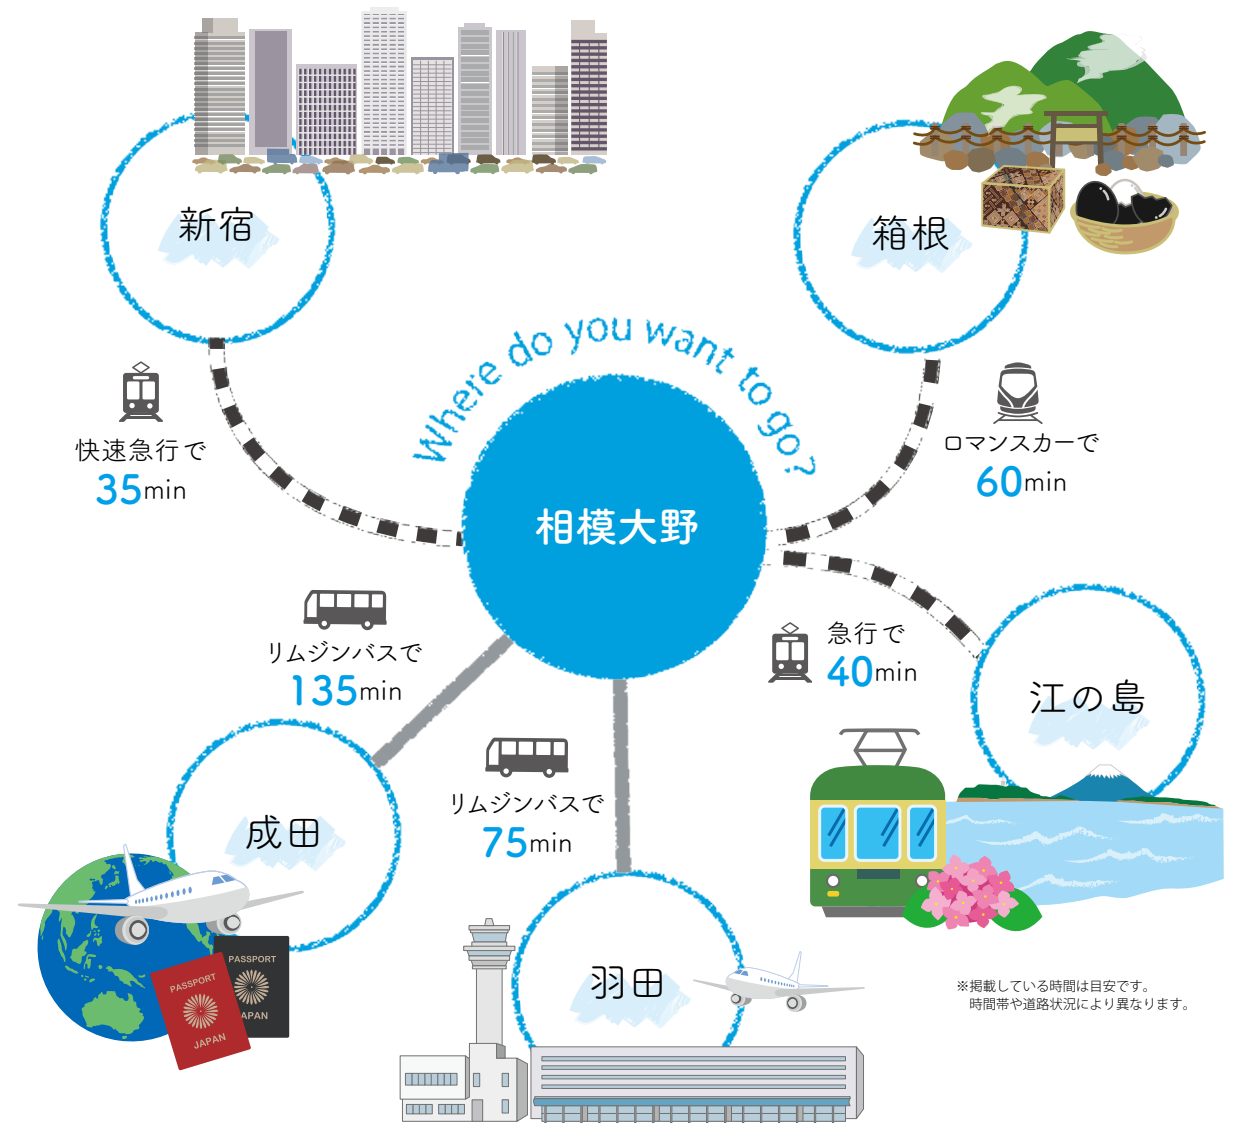 新宿
箱根
Where do you want to go?
快速急行で
35min
ロマンスカーで
60min
相模大野
リムジンバスで
135min
急行で
40min
江の島
リムジンバスで
75min
成田
羽田
PASSPORT
JAPAN
PASSPORT
APAN
※掲載している時間は目安です。
時間帯や道路状況により異なります。